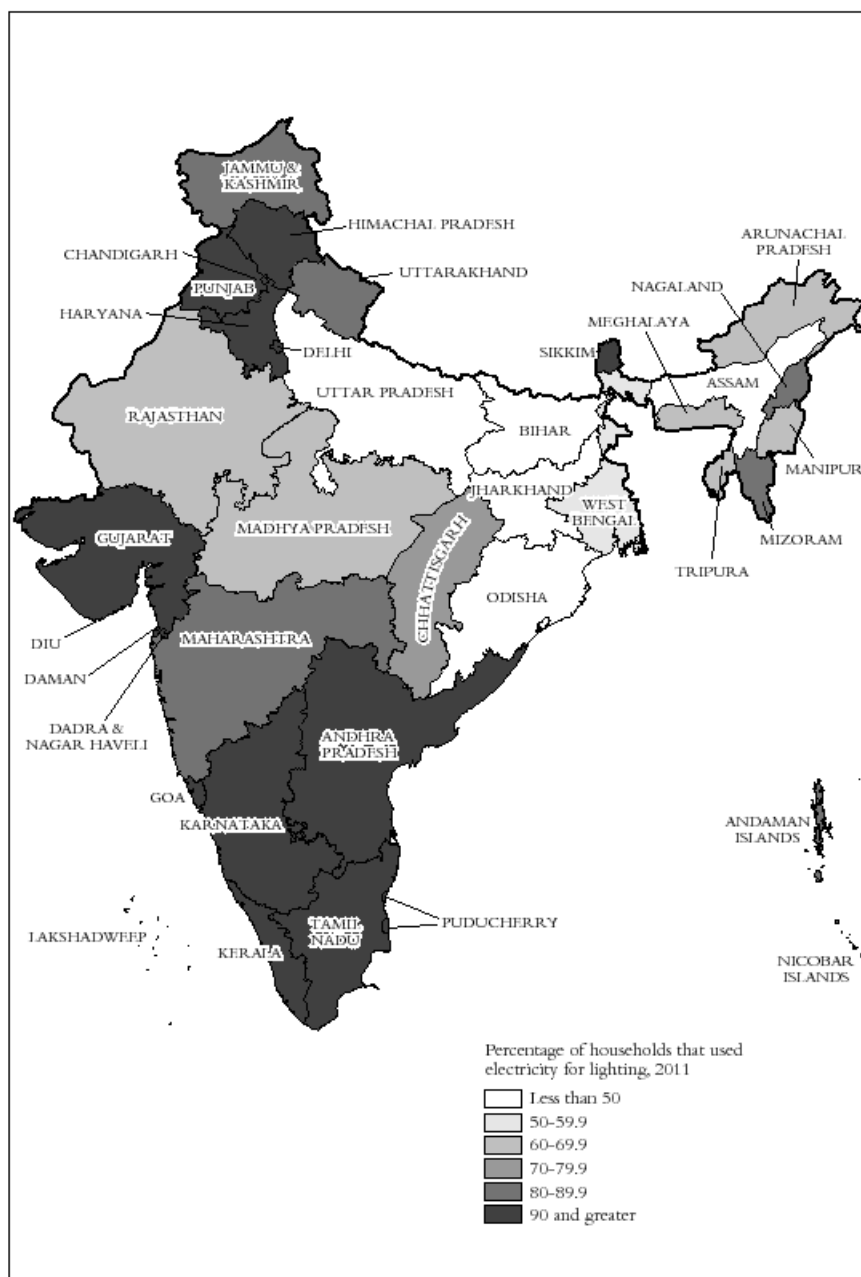 JAMMU &
KASHMIR
HIMACHAL PRADESH
CHANDIGARH
PUNJAB
UTTARAKHAND
HARYANA
DELHI
ARUNACHAL
PRADESH
NAGALAND
MEGHALAYA
SIKKIM
ASSAM
UTTAR PRADESH
RAJASTHAN
BIHAR
MANIPUR
JHARKHAND
WEST
BENGAL
MADHYA PRADESH
GUJARAT
MIZORAM
TRIPURA
CHHATTISGARH
ODISHA
DIU
MAHARASHTRA
DAMAN
DADRA &
NAGAR HAVELI
ANDHRA
PRADESH
GOA
KARNATAKA
ANDAMAN
ISLANDS
LAKSHADWEEP
KERALA
TAMIL
NADU
PUDUCHERRY
NICOBAR
ISLANDS
Percentage of households that used
electricity for lighting, 2011
Less than 50
50-59.9
60-69.9
70-79.9
80-89.9
90 and greater